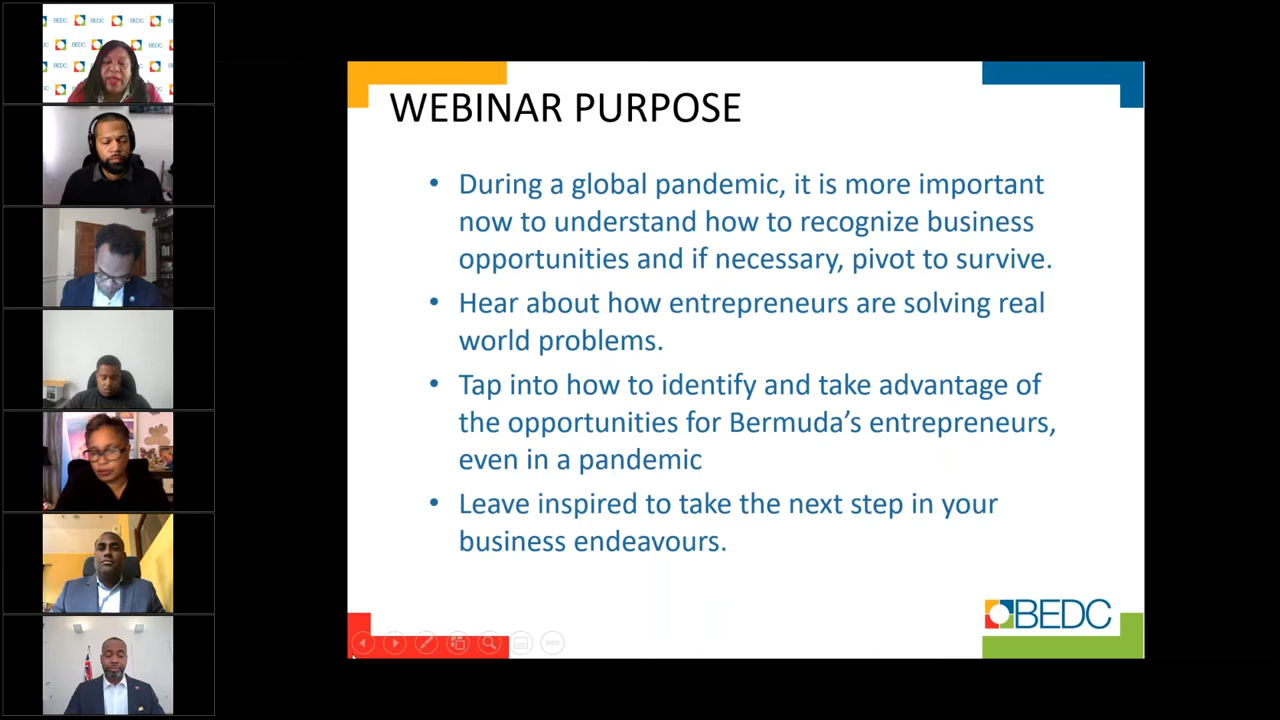 BEDC BEDC BEDC
WEBINAR PURPOSE
• During a global pandemic, it is more important
now to understand how to recognize business
opportunities and if necessary, pivot to survive.
• Hear about how entrepreneurs are solving real
world problems.
• Tap into how to identify and take advantage of
the opportunities for Bermuda’s entrepreneurs,
even in a pandemic
• Leave inspired to take the next step in your
business endeavours.
BEDC